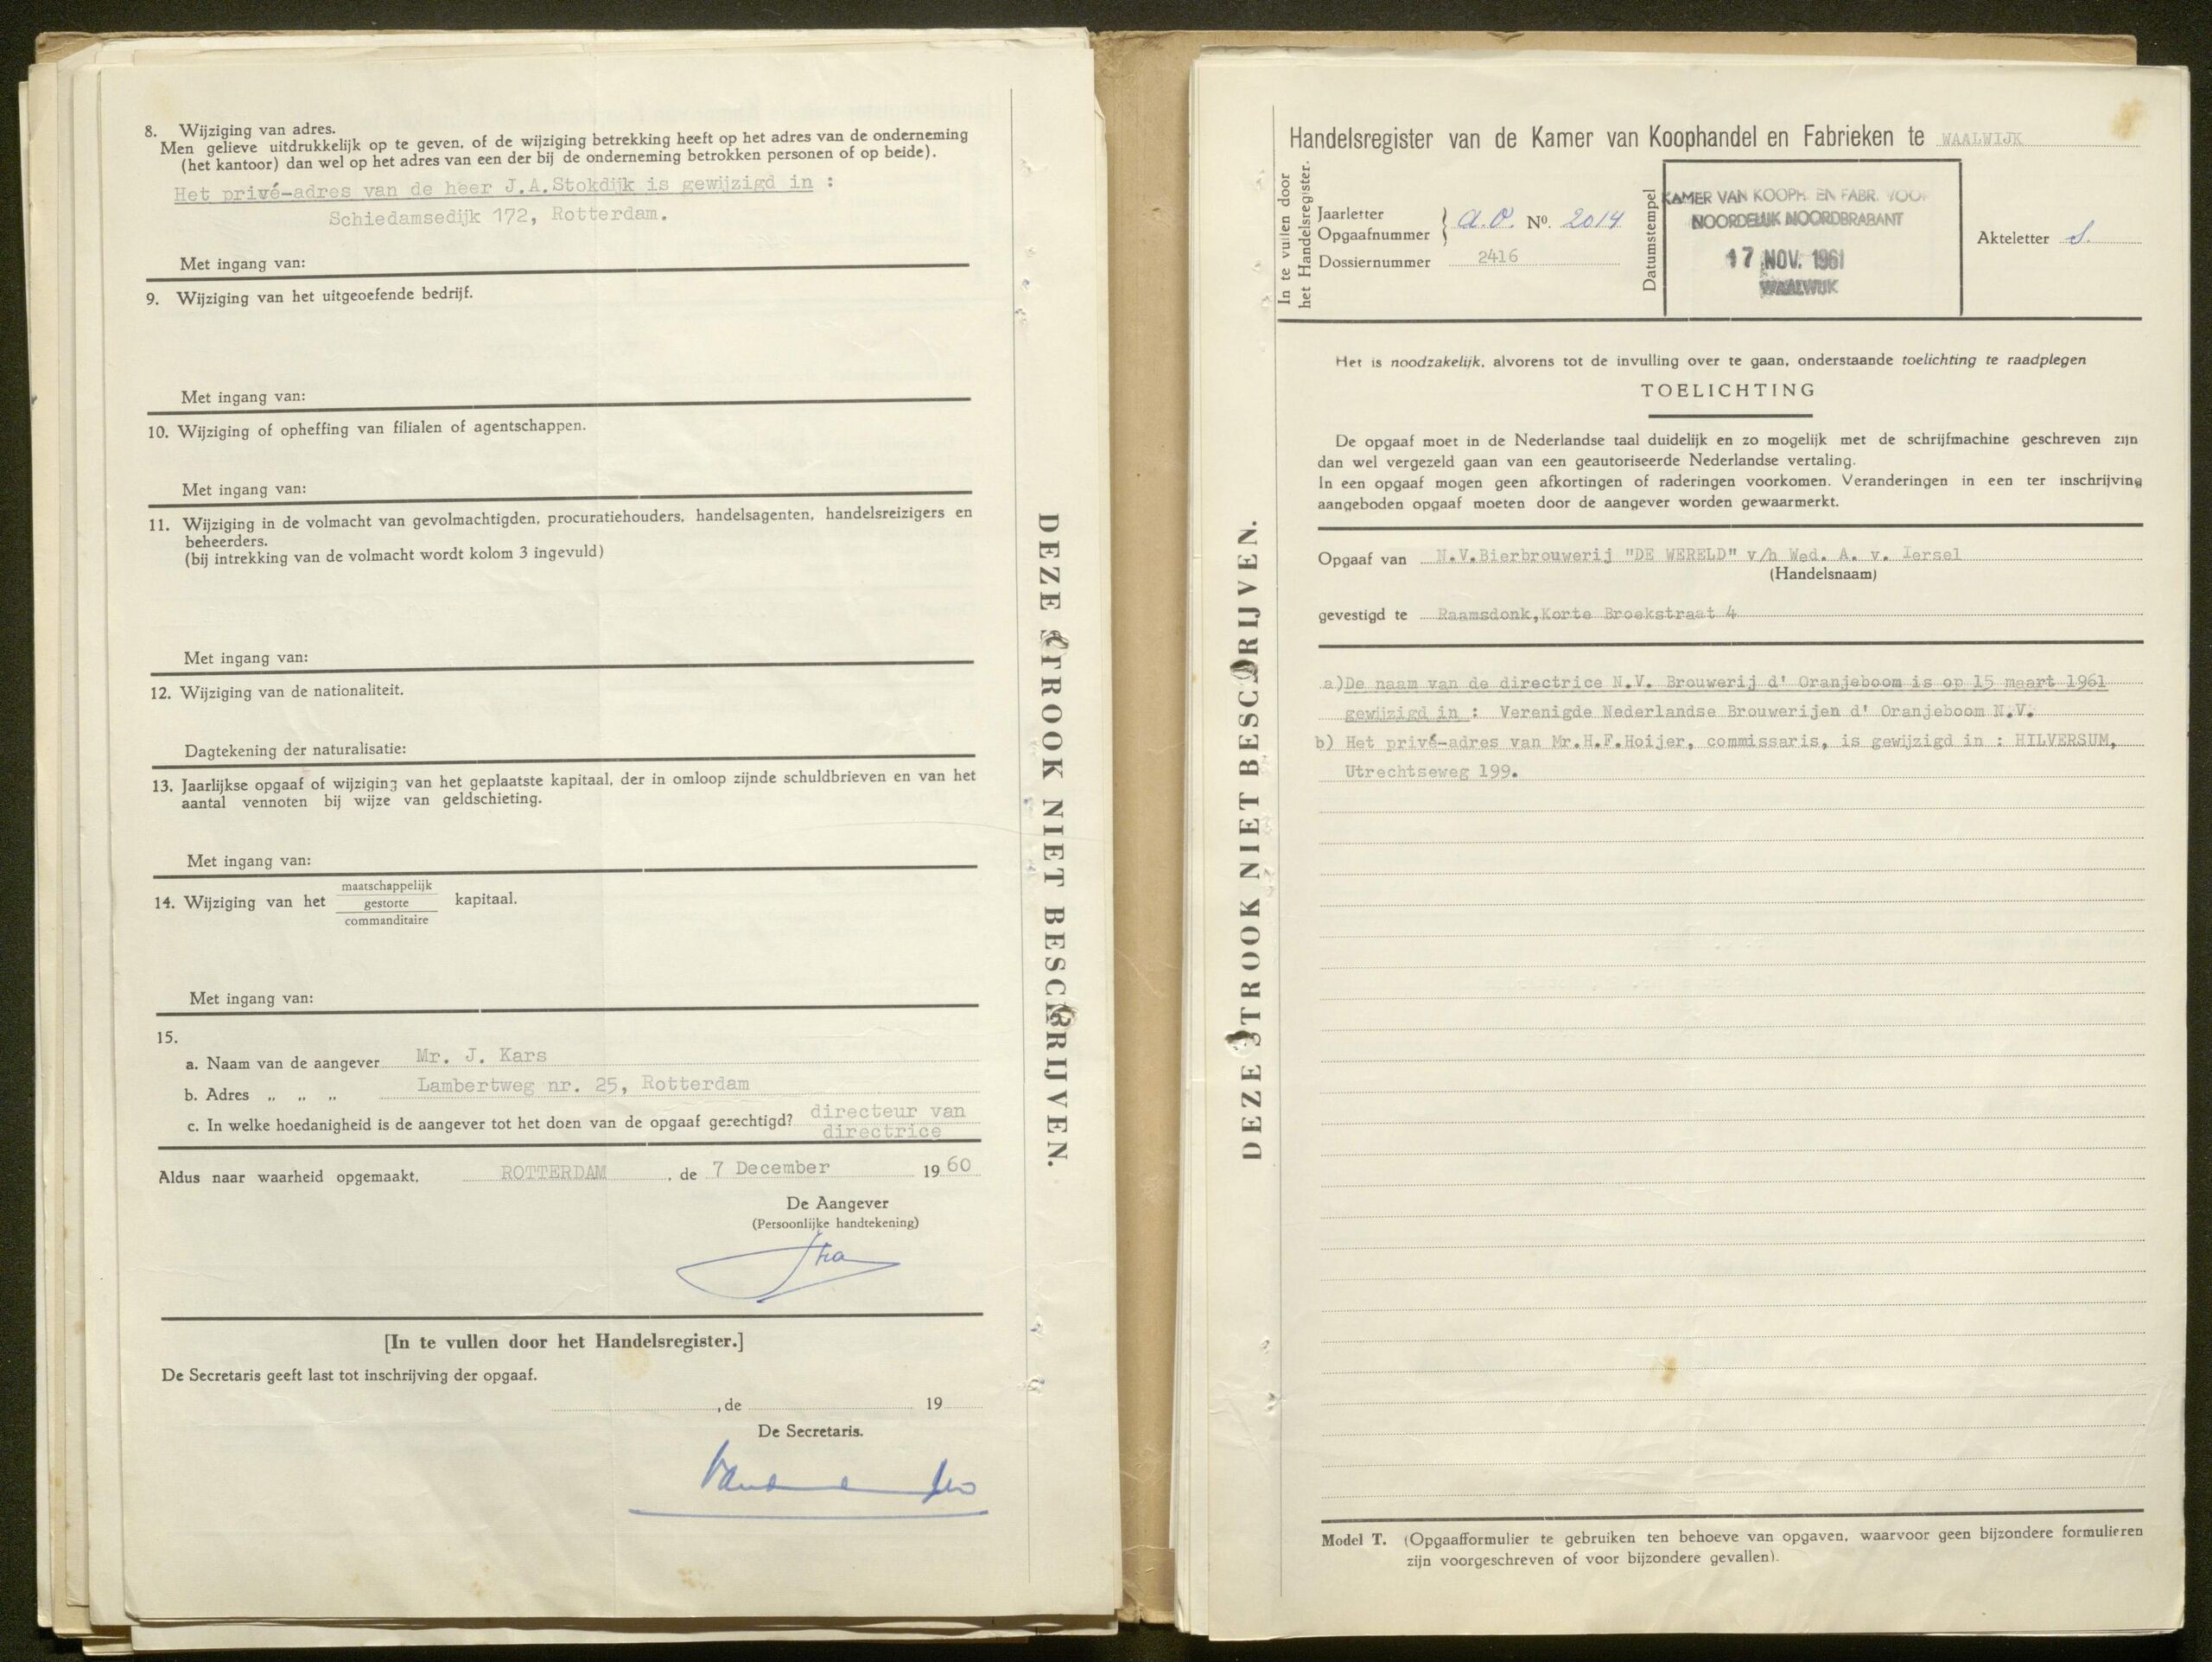 8. Wijziging van adres.
Men gelieve uitdrukkelijk op te geven, of de wijziging betrekking heeft op het adres van de onderneming
(het kantoor) dan wel op het adres van een der bij de onderneming betrokken personen of op beide).
Het privé-adres van de heer J.A.Stokdijk is gewijzigd in :
Schiedamsedijk 172, Rotterdam.
Met ingang van:
9. Wijziging van het uitgeoefende bedrijf.
Met ingang van:
10. Wijziging of opheffing van filialen of agentschappen.
Met ingang van:
11. Wijziging in de volmacht van gevolmachtigden, procuratiehouders, handelsagenten, handelsreizigers en
beheerders.
(bij intrekking van de volmacht wordt kolom 3 ingevuld)
Met ingang van:
12. Wijziging van de nationaliteit.
Dagtekening der naturalisatie:
13. Jaarlijkse opgaaf of wijziging van het geplaatste kapitaal, der in omloop zijnde schuldbrieven en van het
aantal vennoten bij wijze van geldschieting.
Met ingang van:
14. Wijziging van het maatschappelijk gestorte commanditaire kapitaal.
Met ingang van:
15.
a. Naam van de aangever Mr. J. Kars
b. Adres „ „ „ Lambertweg nr. 25, Rotterdam
c. In welke hoedanigheid is de aangever tot het doen van de opgaaf gerechtigd? directeur van
directrice
Aldus naar waarheid opgemaakt, ROTTERDAM , de 7 December 19 60
De Aangever
(Persoonlijke handtekening)
[In te vullen door het Handelsregister.]
De Secretaris geeft last tot inschrijving der opgaaf.
, de 19
De Secretaris.
DEZE STROOK NIET BESCHRIJVEN.
DEZE STROOK NIET BESCHRIJVEN.
Handelsregister van de Kamer van Koophandel en Fabrieken te WAALWIJK
In te vullen door
het Handelsregister.
Jaarletter
Opgaafnummer
a.o. No. 2014
Dossiernummer 2416
Datumstempel
KAMER VAN KOOPH. EN FABR. VOOR
NOORDELIJK NOORDBRABANT
17 NOV. 1961
WAALWIJK
Akteletter S.
Het is noodzakelijk, alvorens tot de invulling over te gaan, onderstaande toelichting te raadplegen
TOELICHTING
De opgaaf moet in de Nederlandse taal duidelijk en zo mogelijk met de schrijfmachine geschreven zijn
dan wel vergezeld gaan van een geautoriseerde Nederlandse vertaling.
In een opgaaf mogen geen afkortingen of raderingen voorkomen. Veranderingen in een ter inschrijving
aangeboden opgaaf moeten door de aangever worden gewaarmerkt.
Opgaaf van N.V.Bierbrouwerij "DE WERELD" v/h Wed. A. v. Iersel
(Handelsnaam)
gevestigd te Raamsdonk,Korte Broekstraat 4
a)De naam van de directrice N.V. Brouwerij d' Oranjeboom is op 15 maart 1961
gewijzigd in : Verenigde Nederlandse Brouwerijen d' Oranjeboom N.V.
b) Het privé-adres van Mr.H.F.Hoijer, commissaris, is gewijzigd in : HILVERSUM,
Utrechtseweg 199.
Model T. (Opgaafformulier te gebruiken ten behoeve van opgaven, waarvoor geen bijzondere formulieren
zijn voorgeschreven of voor bijzondere gevallen).